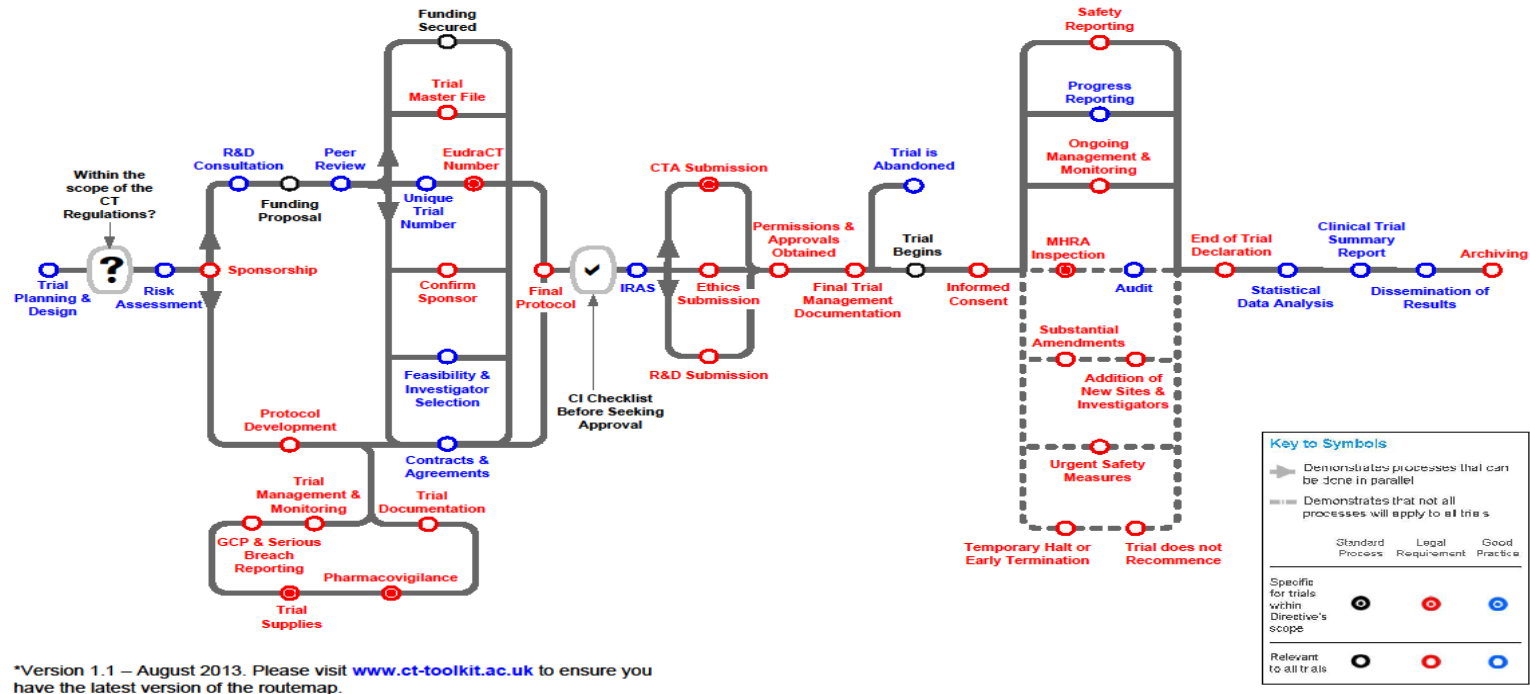 Within the
scope of the
CT
Regulations?
Trial
Planning &
Design
?
Risk
Assessment
Sponsorship
R&D
Consultation
Funding
Proposal
Peer
Review
Funding
Secured
Trial
Master File
EudraCT
Number
Unique
Trial
Number
Confirm
Sponsor
Feasibility &
Investigator
Selection
Contracts &
Agreements
Protocol
Development
Trial
Management &
Monitoring
Trial
Documentation
GCP & Serious
Breach
Reporting
Pharmacovigilance
Trial
Supplies
Final
Protocol
CI Checklist
Before Seeking
Approval
IRAS
CTA Submission
Ethics
Submission
R&D Submission
Permissions &
Approvals
Obtained
Final Trial
Management
Documentation
Trial is
Abandoned
Trial
Begins
Informed
Consent
Safety
Reporting
Progress
Reporting
Ongoing
Management &
Monitoring
MHRA
Inspection
Audit
Substantial
Amendments
Addition of
New Sites &
Investigators
Urgent Safety
Measures
Temporary Halt or
Early Termination
Trial does not
Recommence
End of Trial
Declaration
Statistical
Data Analysis
Clinical Trial
Summary
Report
Dissemination of
Results
Archiving
Key to Symbols
Demonstrates processes that can
be done in parallel
Demonstrates that not all
processes will apply to all trials
Standard
Process
Legal
Requirement
Good
Practice
Specific
for trials
within
Directive's
scope
Relevant
to all trials
*Version 1.1 – August 2013. Please visit www.ct-toolkit.ac.uk to ensure you
have the latest version of the routemap.